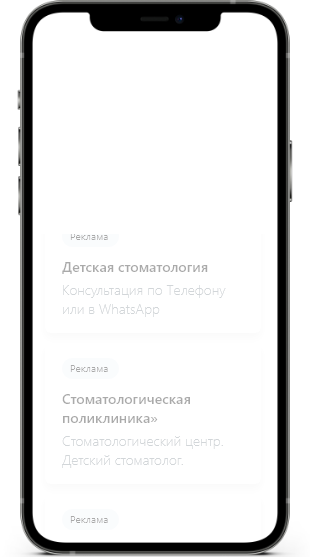 Реклама
Детская стоматология
Консультация по Телефону
или в WhatsApp
Реклама
Стоматологическая
поликлиника»
Стоматологический центр.
Детский стоматолог.
Реклама